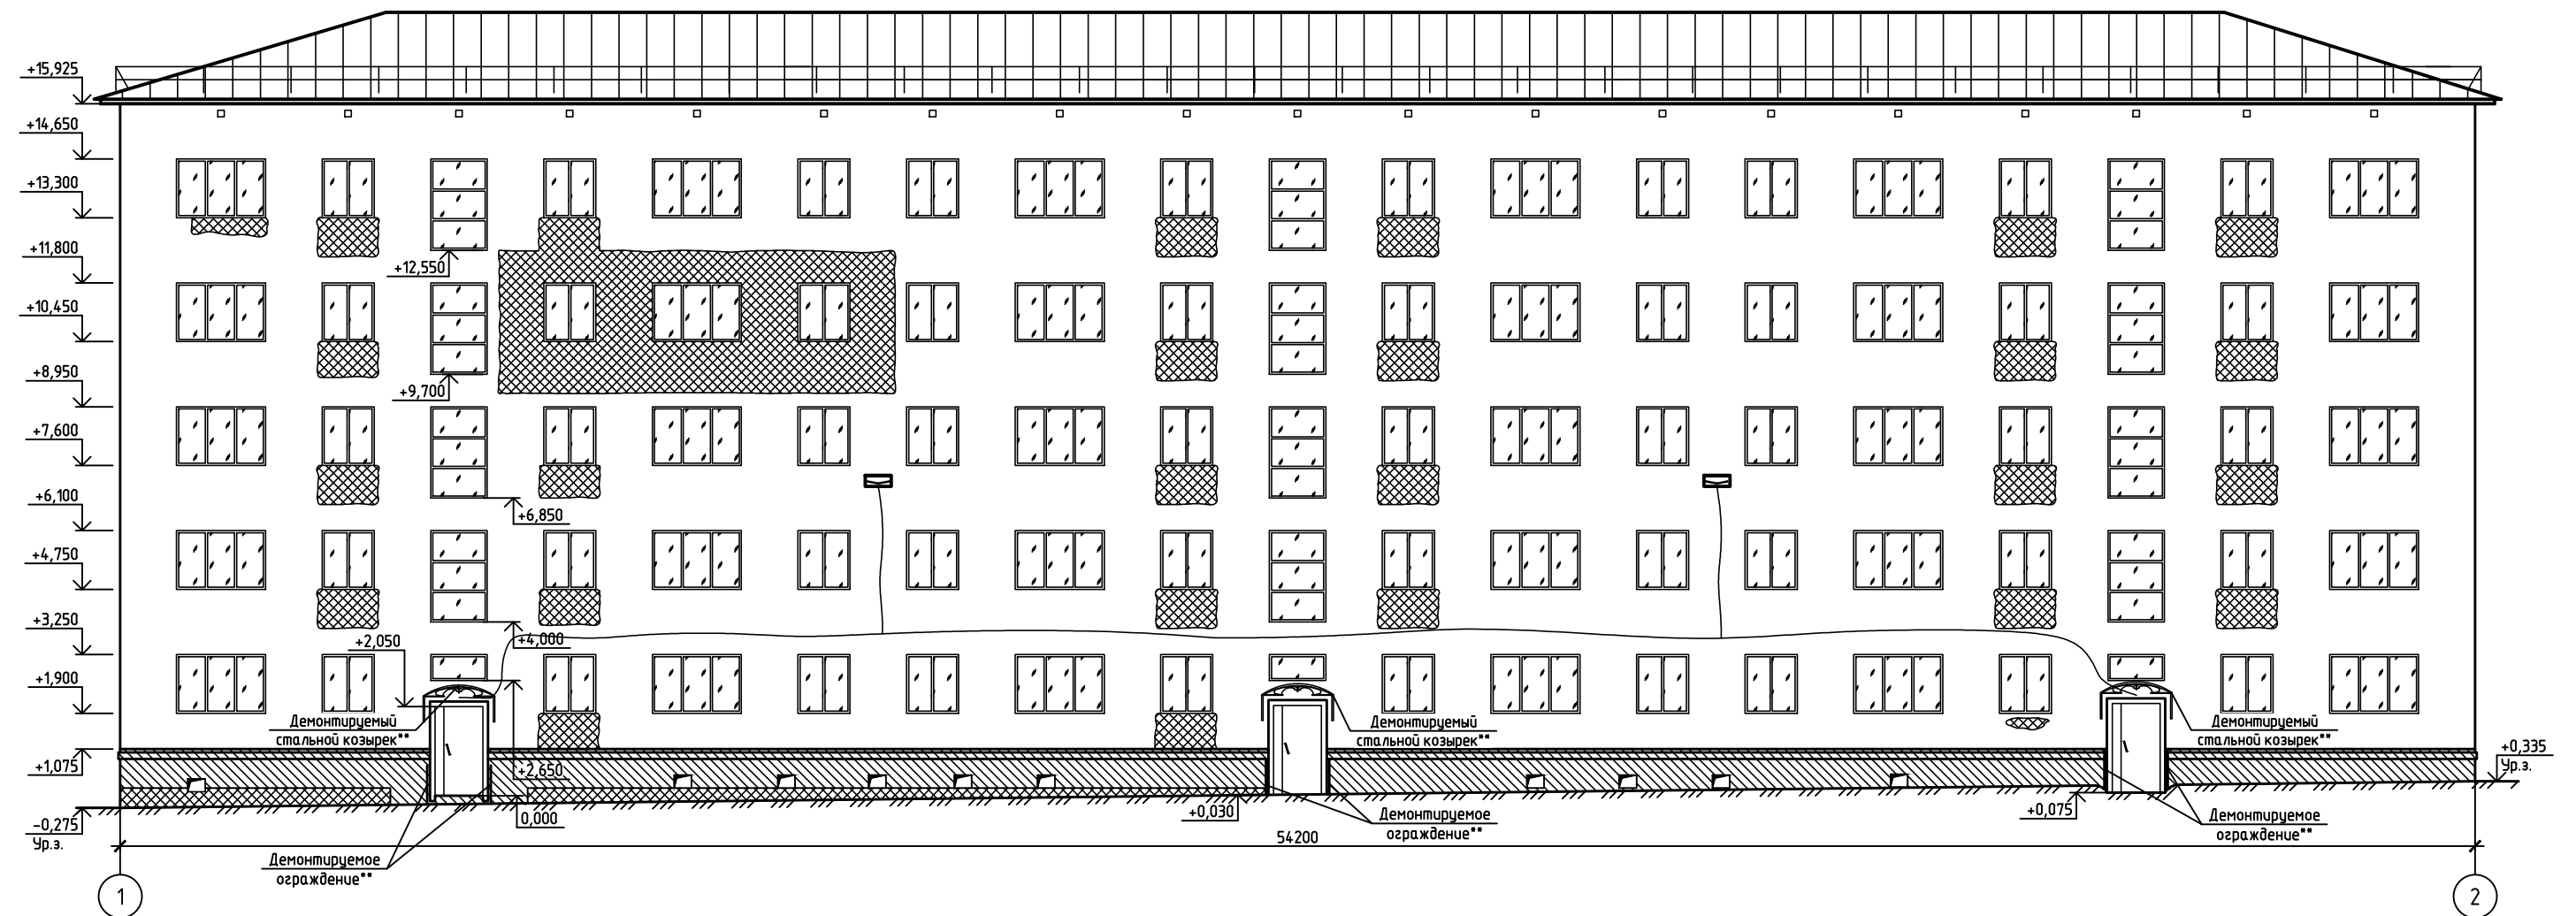 +15,925
+14,650
+13,300
+11,800
+12,550
+10,450
+8,950
+9,700
+7,600
+6,100
+6,850
+4,750
+3,250
+4,000
+2,050
+1,900
Демонтируемый
стальной козырек**
Демонтируемый
стальной козырек**
Демонтируемый
стальной козырек**
+1,075
+2,650
+0,335
Ур.з.
-0,275
Ур.з.
0,000
+0,030
+0,075
Демонтируемое
ограждение**
Демонтируемое
ограждение**
54200
Демонтируемое
ограждение**
1
2